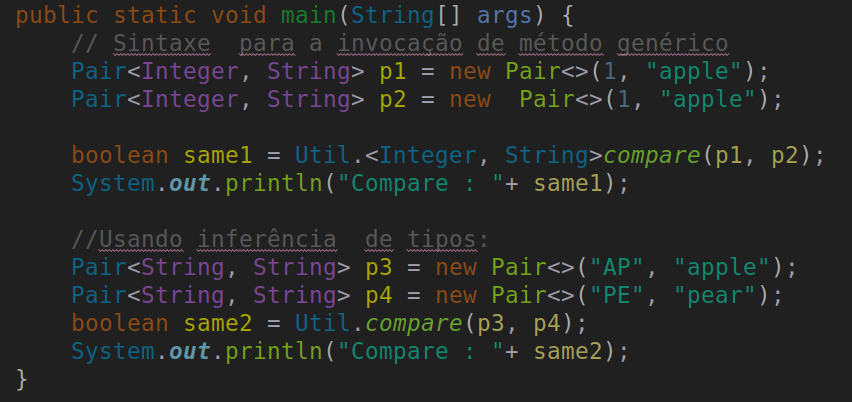 public static void main(String[] args) {
// Sintaxe  para a invocação de método genérico
Pair<Integer, String> p1 = new Pair<>(1, "apple");
Pair<Integer, String> p2 = new  Pair<>(1, "apple");
boolean same1 = Util.<Integer, String>compare(p1, p2);
System.out.println("Compare : "+ same1);
//Usando inferência  de tipos:
Pair<String, String> p3 = new Pair<>("AP", "apple");
Pair<String, String> p4 = new Pair<>("PE", "pear");
boolean same2 = Util.compare(p3, p4);
System.out.println("Compare : "+ same2);
}